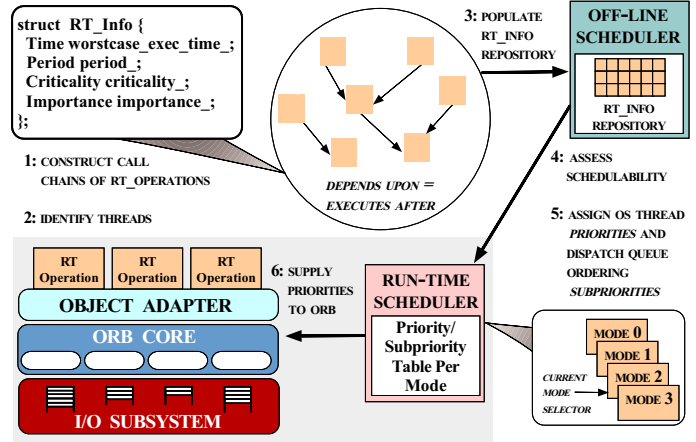 struct RT_Info {
Time worstcase_exec_time_;
Period period_;
Criticality criticality_;
Importance importance_;
};
1: CONSTRUCT CALL
CHAINS OF RT_OPERATIONS
2: IDENTIFY THREADS
DEPENDS UPON =
EXECUTES AFTER
3: POPULATE
RT_INFO
REPOSITORY
OFF-LINE
SCHEDULER
RT_INFO
REPOSITORY
4: ASSESS
SCHEDULABILITY
5: ASSIGN OS THREAD
PRIORITIES AND
DISPATCH QUEUE
ORDERING
SUBPRIORITIES
RT
Operation
RT
Operation
RT
Operation
OBJECT ADAPTER
ORB CORE
I/O SUBSYSTEM
6: SUPPLY
PRIORITIES
TO ORB
RUN-TIME
SCHEDULER
Priority/
Subpriority
Table Per
Mode
MODE 0
MODE 1
MODE 2
MODE 3
CURRENT
MODE
SELECTOR